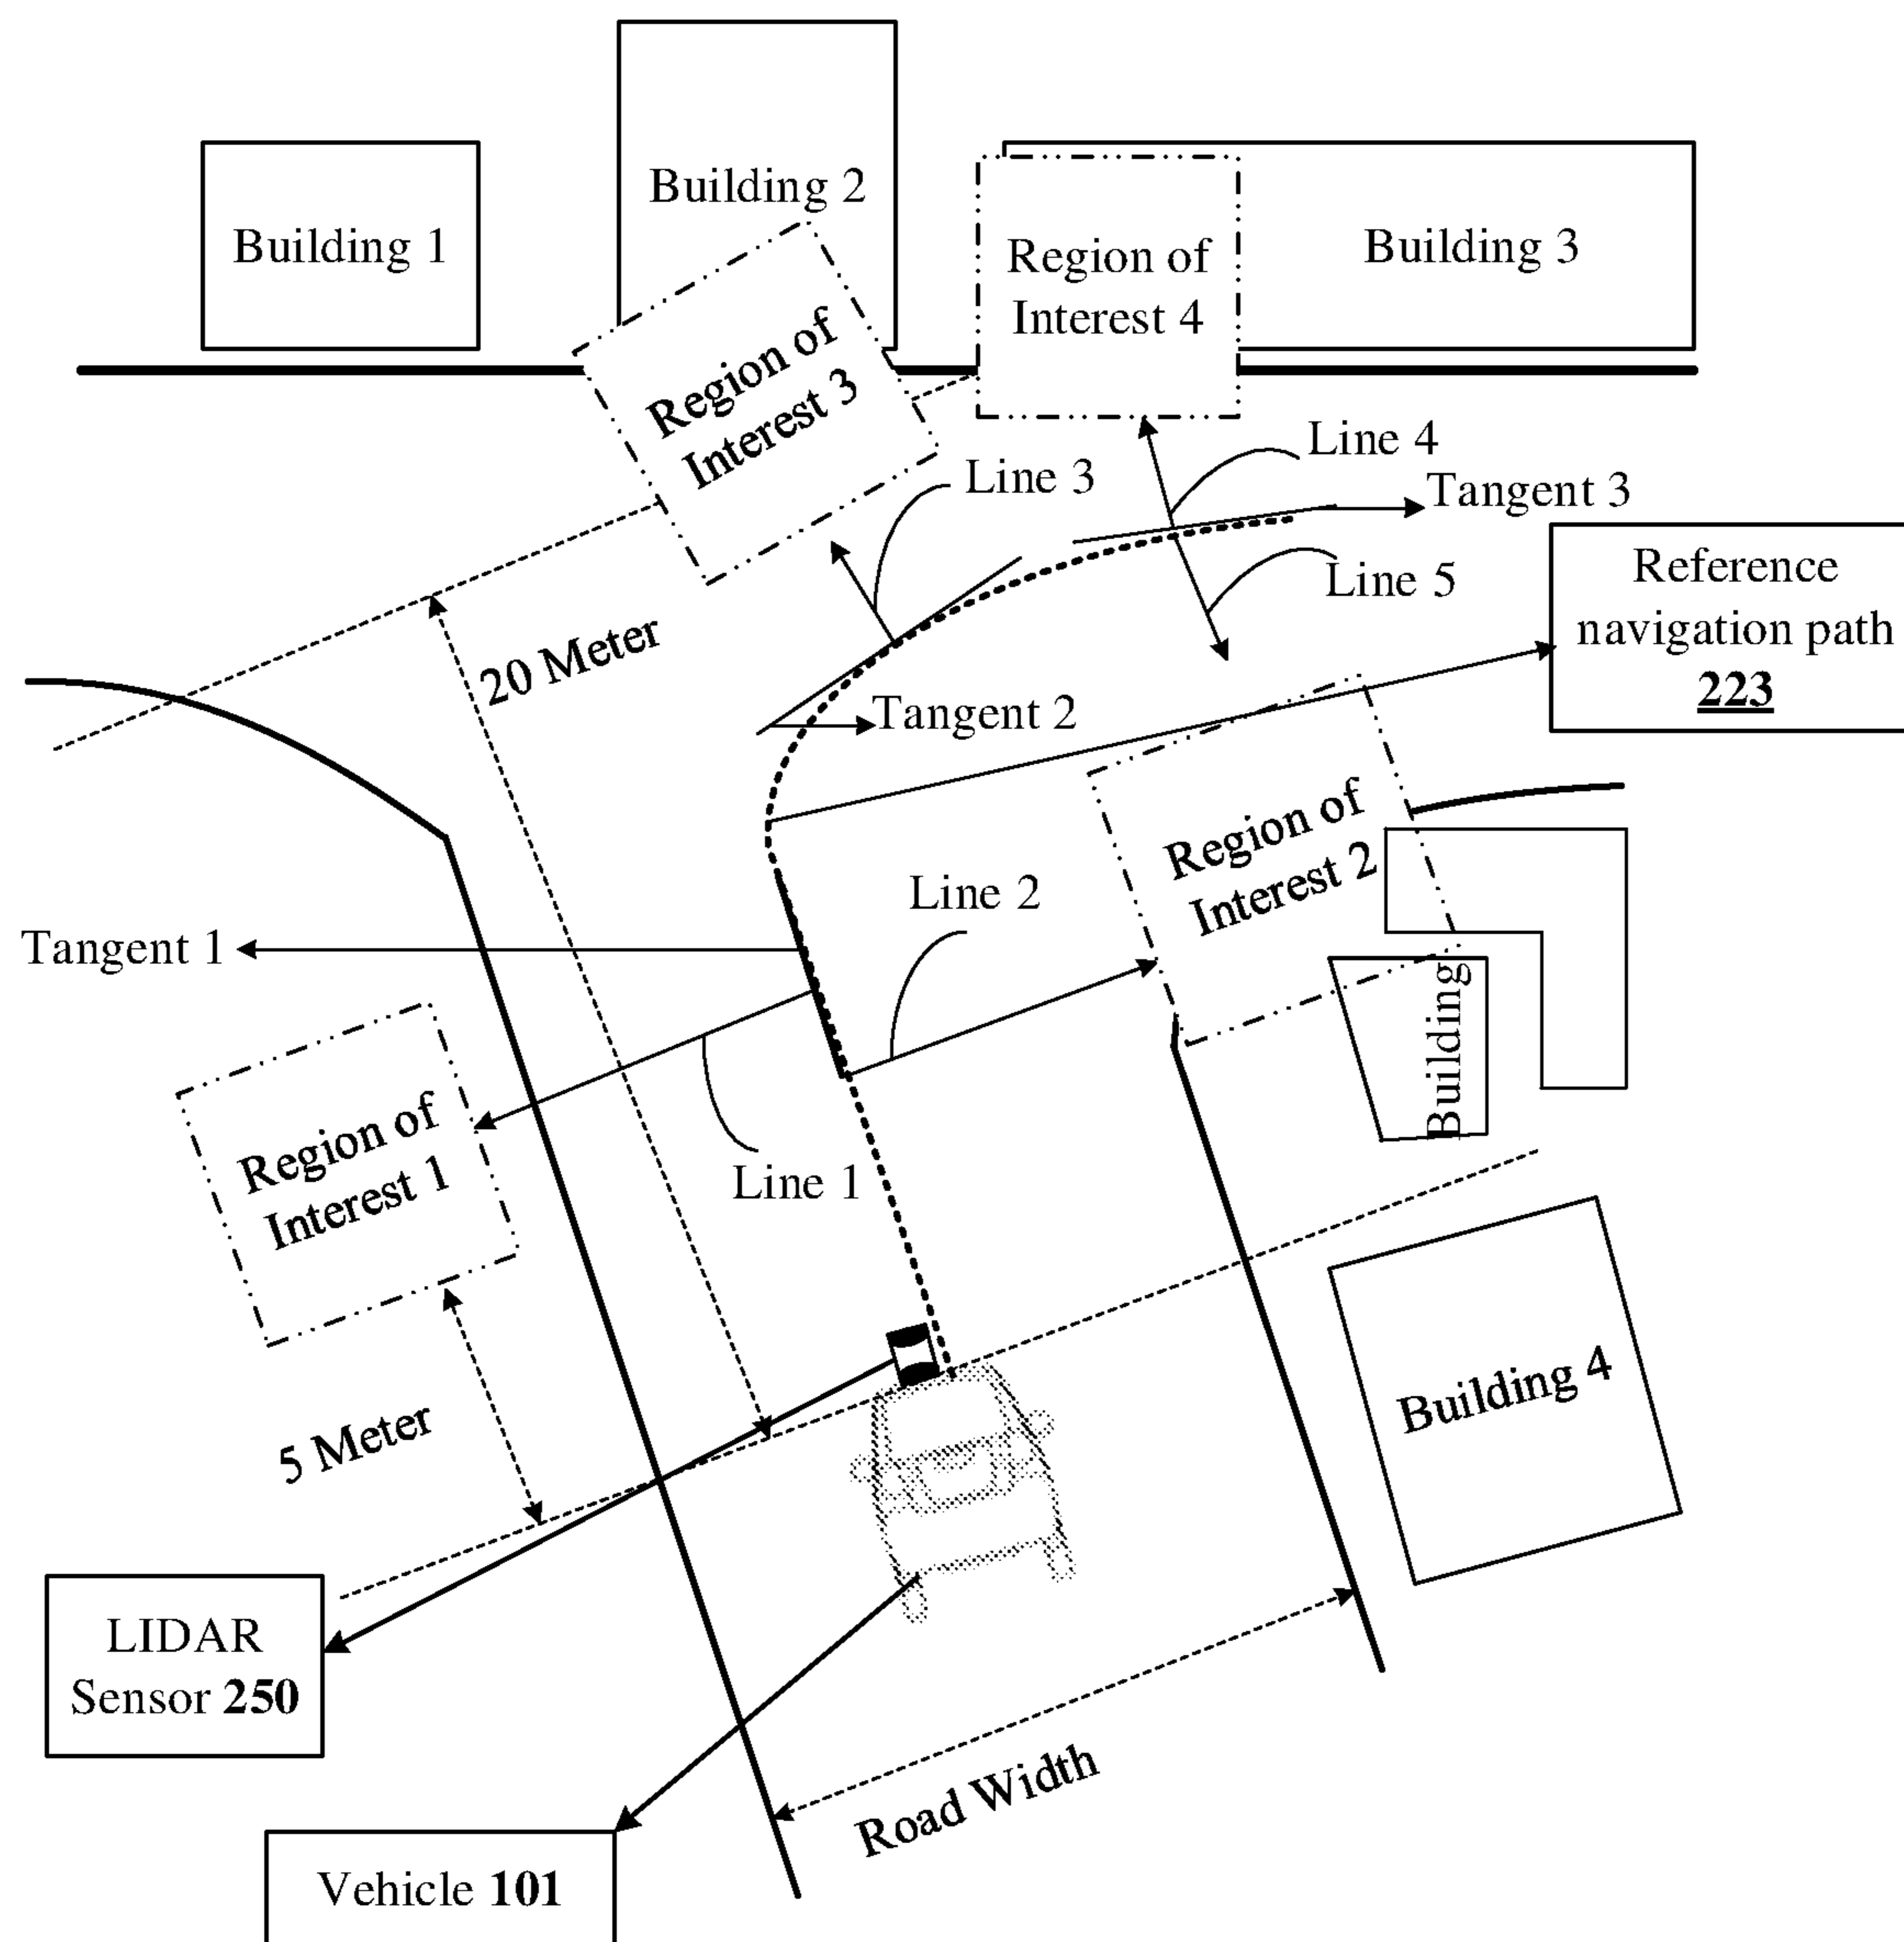 Building 1
Building 2
Region of
Interest 4
Building 3
Region of
Interest 3
Line 3
Line 4
Tangent 3
Line 5
Reference
navigation path
223
20 Meter
Tangent 2
Region of
Interest 2
Line 2
Tangent 1
Building
Region of
Interest 1
Line 1
5 Meter
Building 4
LIDAR
Sensor 250
Road Width
Vehicle 101